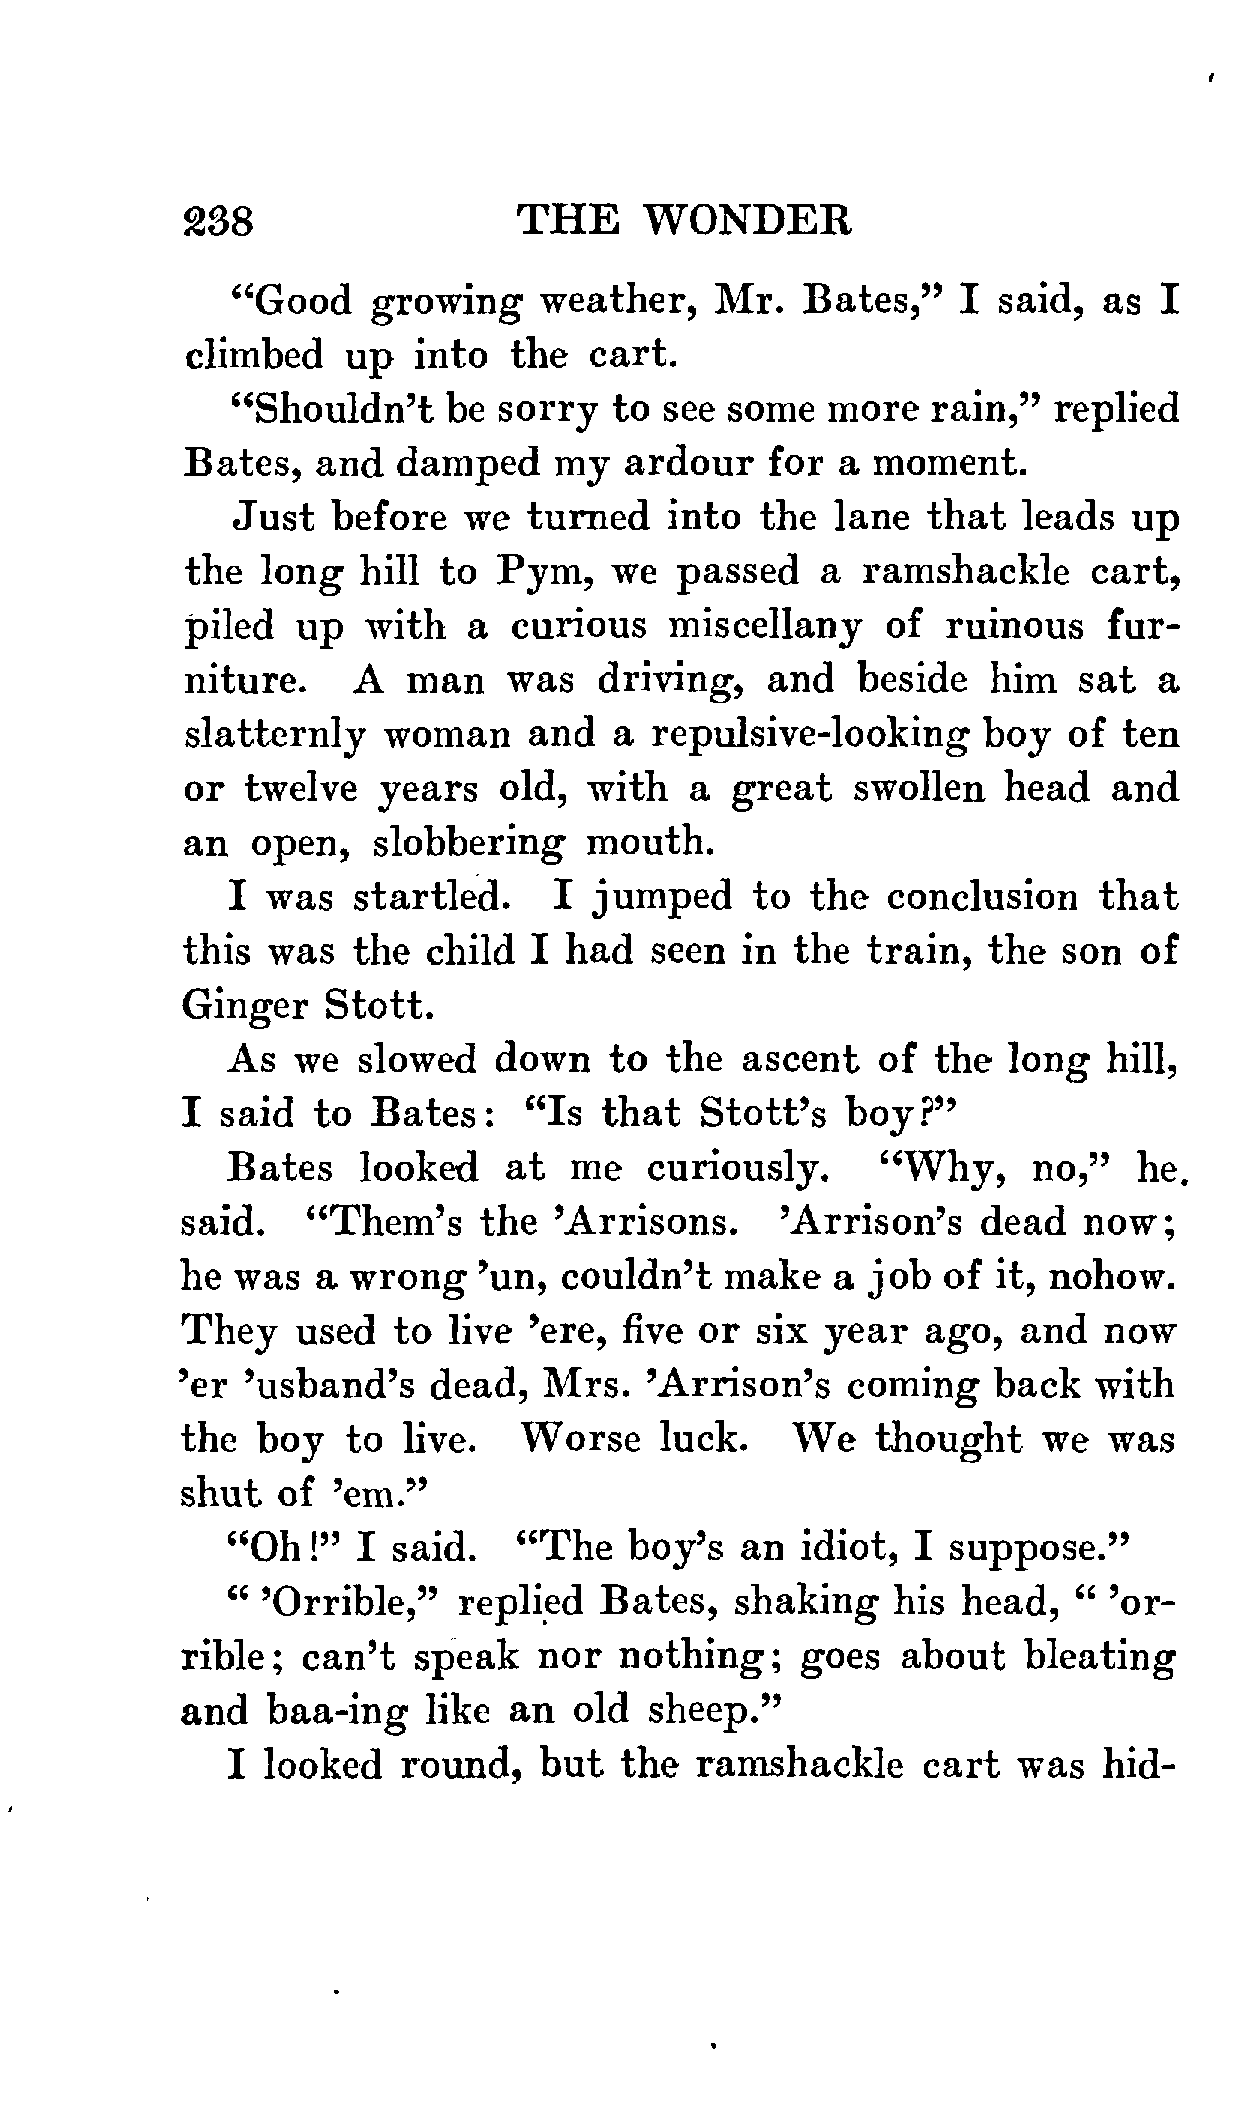 238 THE WONDER
“Good growing weather, Mr. Bates,” I said, as I
climbed up into the cart.
“Shouldn’t be sorry to see some more rain,” replied
Bates, and damped my ardour for a moment.
Just before we turned into the lane that leads up
the long hill to Pym, we passed a ramshackle cart,
piled up with a curious miscellany of ruinous fur-
niture. A man was driving, and beside him sat a
slatternly woman and a repulsive-looking boy of ten
or twelve years old, with a great swollen head and
an open, slobbering mouth.
I was startled. I jumped to the conclusion that
this was the child I had seen in the train, the son of
Ginger Stott.
As we slowed down to the ascent of the long hill,
I said to Bates: “Is that Stott’s boy?”
Bates looked at me curiously. “Why, no,” he.
said. “Them’s the ’Arrisons. ’Arrison’s dead now;
he was a wrong ’un, couldn’t make a job of it, nohow.
They used to live ’ere, five or six year ago, and now
’er ’usband’s dead, Mrs. ’Arrison’s coming back with
the boy to live. Worse luck. We thought we was
shut of ’em.”
“Oh!” I said. “The boy’s an idiot, I suppose.”
“ ’Orrible,” replied Bates, shaking his head, “ ’or-
rible; can’t speak nor nothing; goes about bleating
and baa-ing like an old sheep.”
I looked round, but the ramshackle cart was hid-